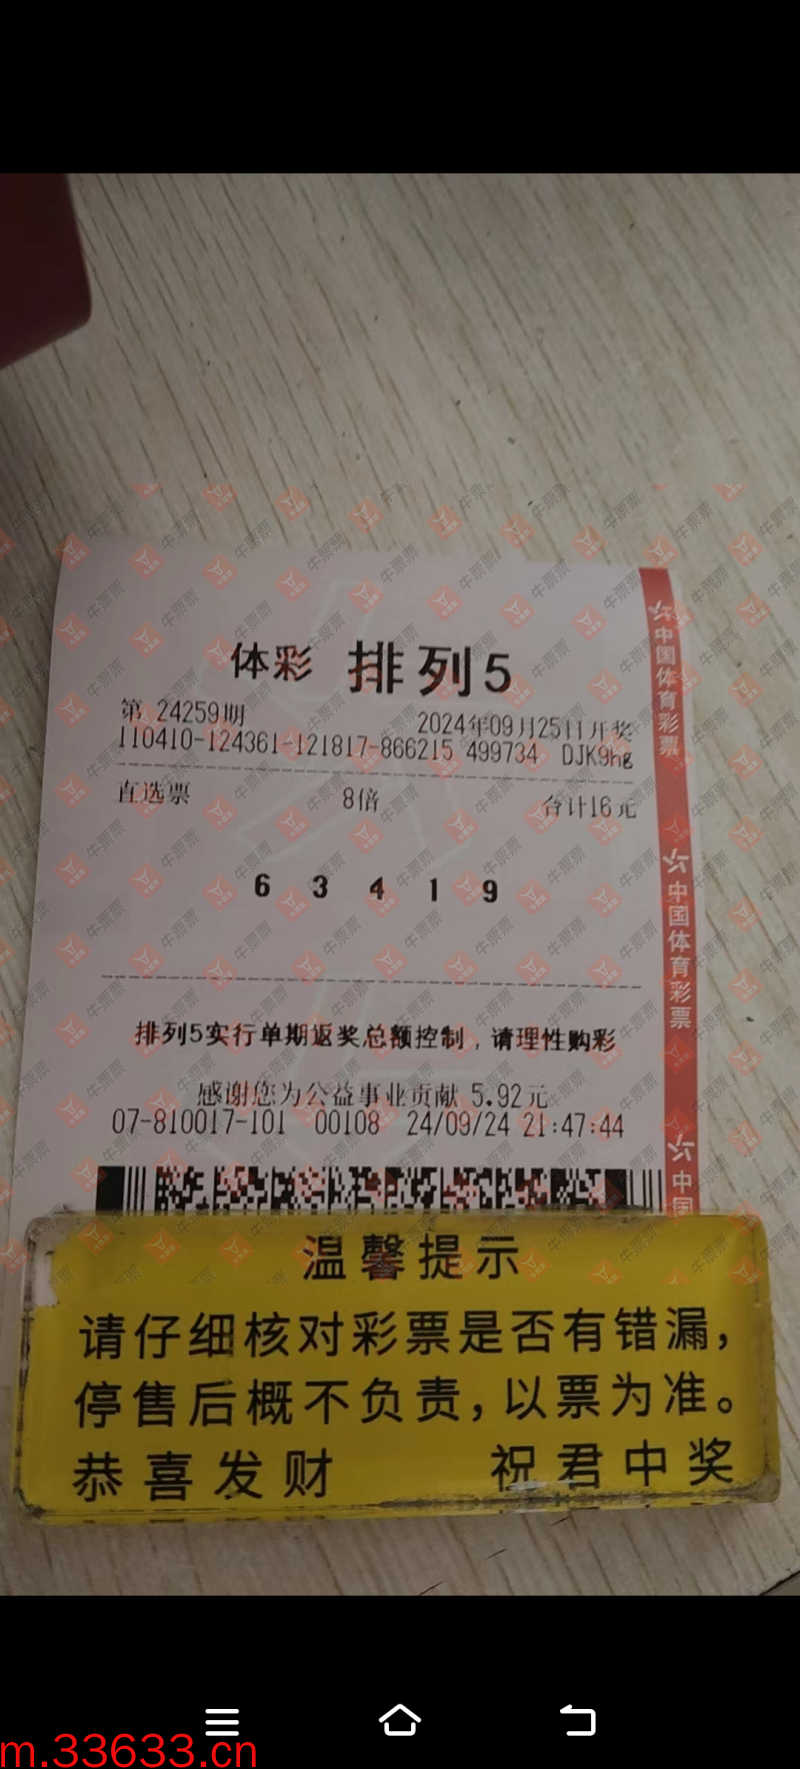 体彩 排列5
第 24259期 2024年09月25日开奖
110410-124361-121817-866215 499734 DJK9hg
直选票 8倍 合计16元
6 3 4 1 9
排列5实行单期返奖总额控制，请理性购彩
感谢您为公益事业贡献 5.92元
07-810017-101 00108 24/09/24 21:47:44
中国体育彩票
中国体育彩票
中国
温馨提示
请仔细核对彩票是否有错漏，
停售后概不负责，以票为准。
恭喜发财 祝君中奖
牛票票
m.33633.cn